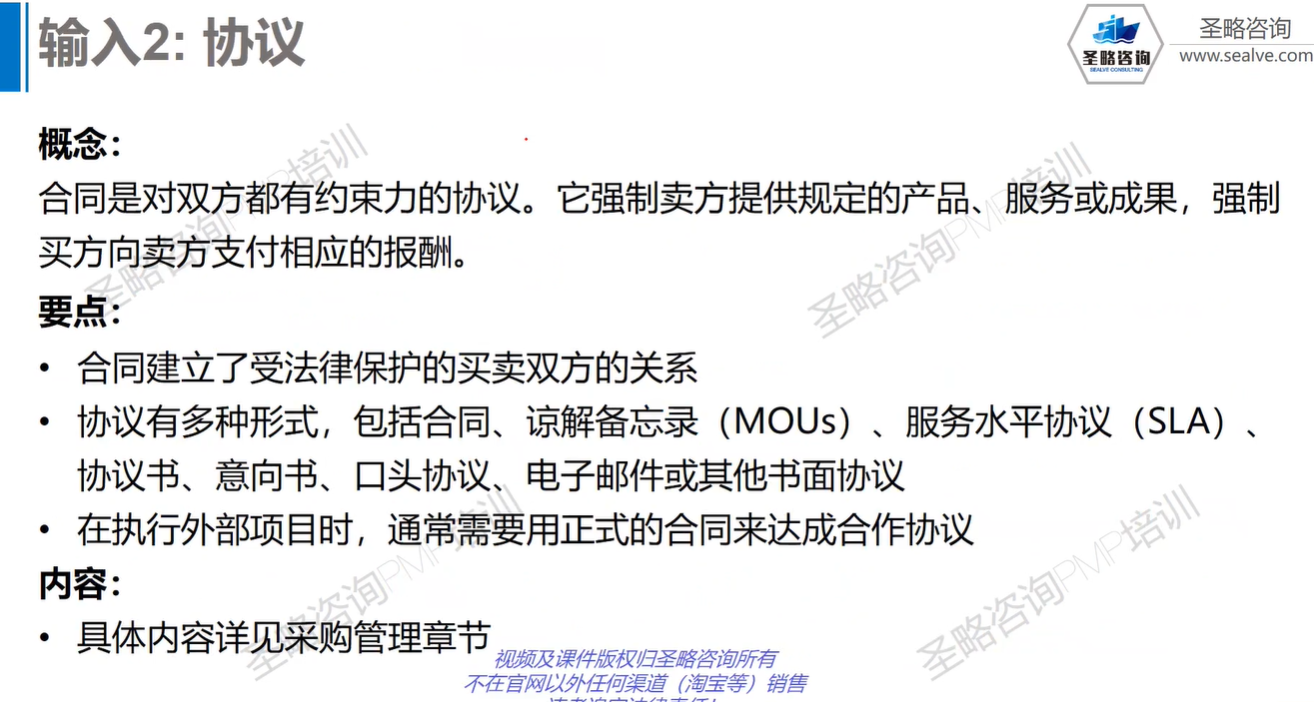 输入2: 协议
圣略咨询
www.sealve.com
圣略咨询
SEALVE CONSULTING
概念：
合同是对双方都有约束力的协议。它强制卖方提供规定的产品、服务或成果，强制
买方向卖方支付相应的报酬。
要点：
• 合同建立了受法律保护的买卖双方的关系
• 协议有多种形式，包括合同、谅解备忘录（MOUs）、服务水平协议（SLA）、
协议书、意向书、口头协议、电子邮件或其他书面协议
• 在执行外部项目时，通常需要用正式的合同来达成合作协议
内容：
• 具体内容详见采购管理章节
圣略咨询PMP培训
圣略咨询PMP培训
圣略咨询PMP培训
圣略咨询PMP培训
视频及课件版权归圣略咨询所有
不在官网以外任何渠道（淘宝等）销售